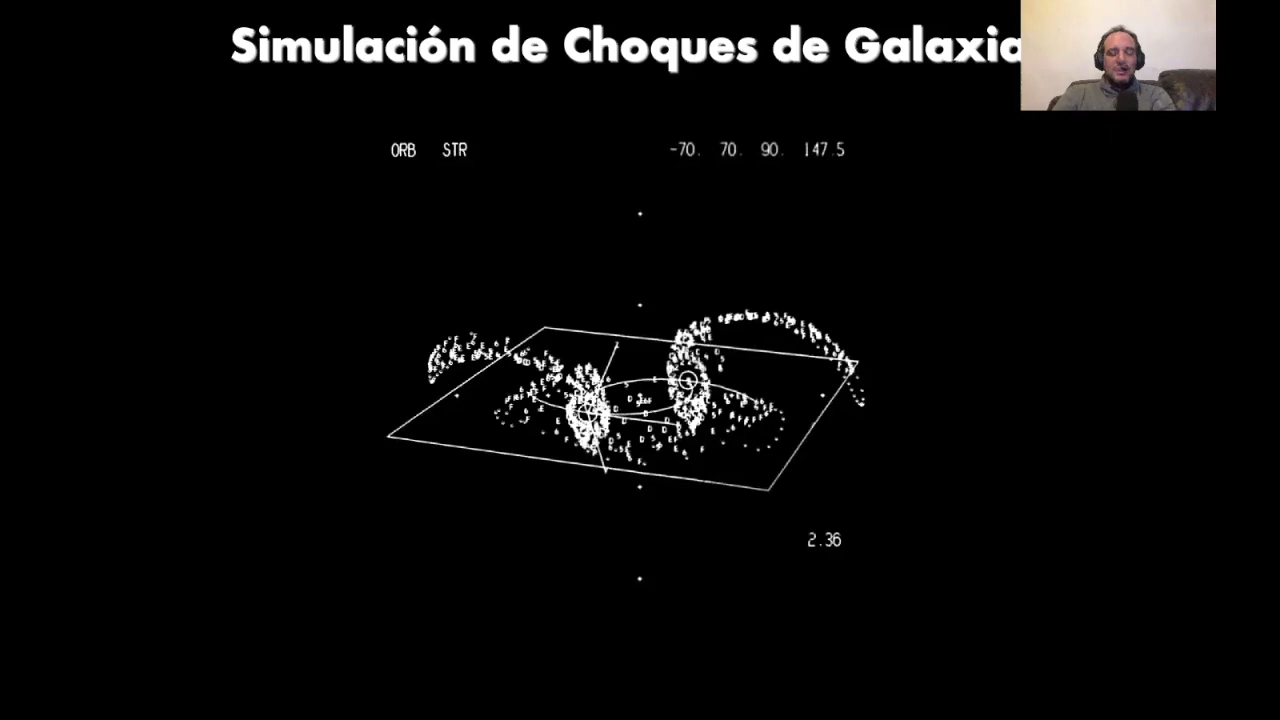 Simulación de Choques de Galaxia
ORB STR -70. 70. 90. 147.5
2.36